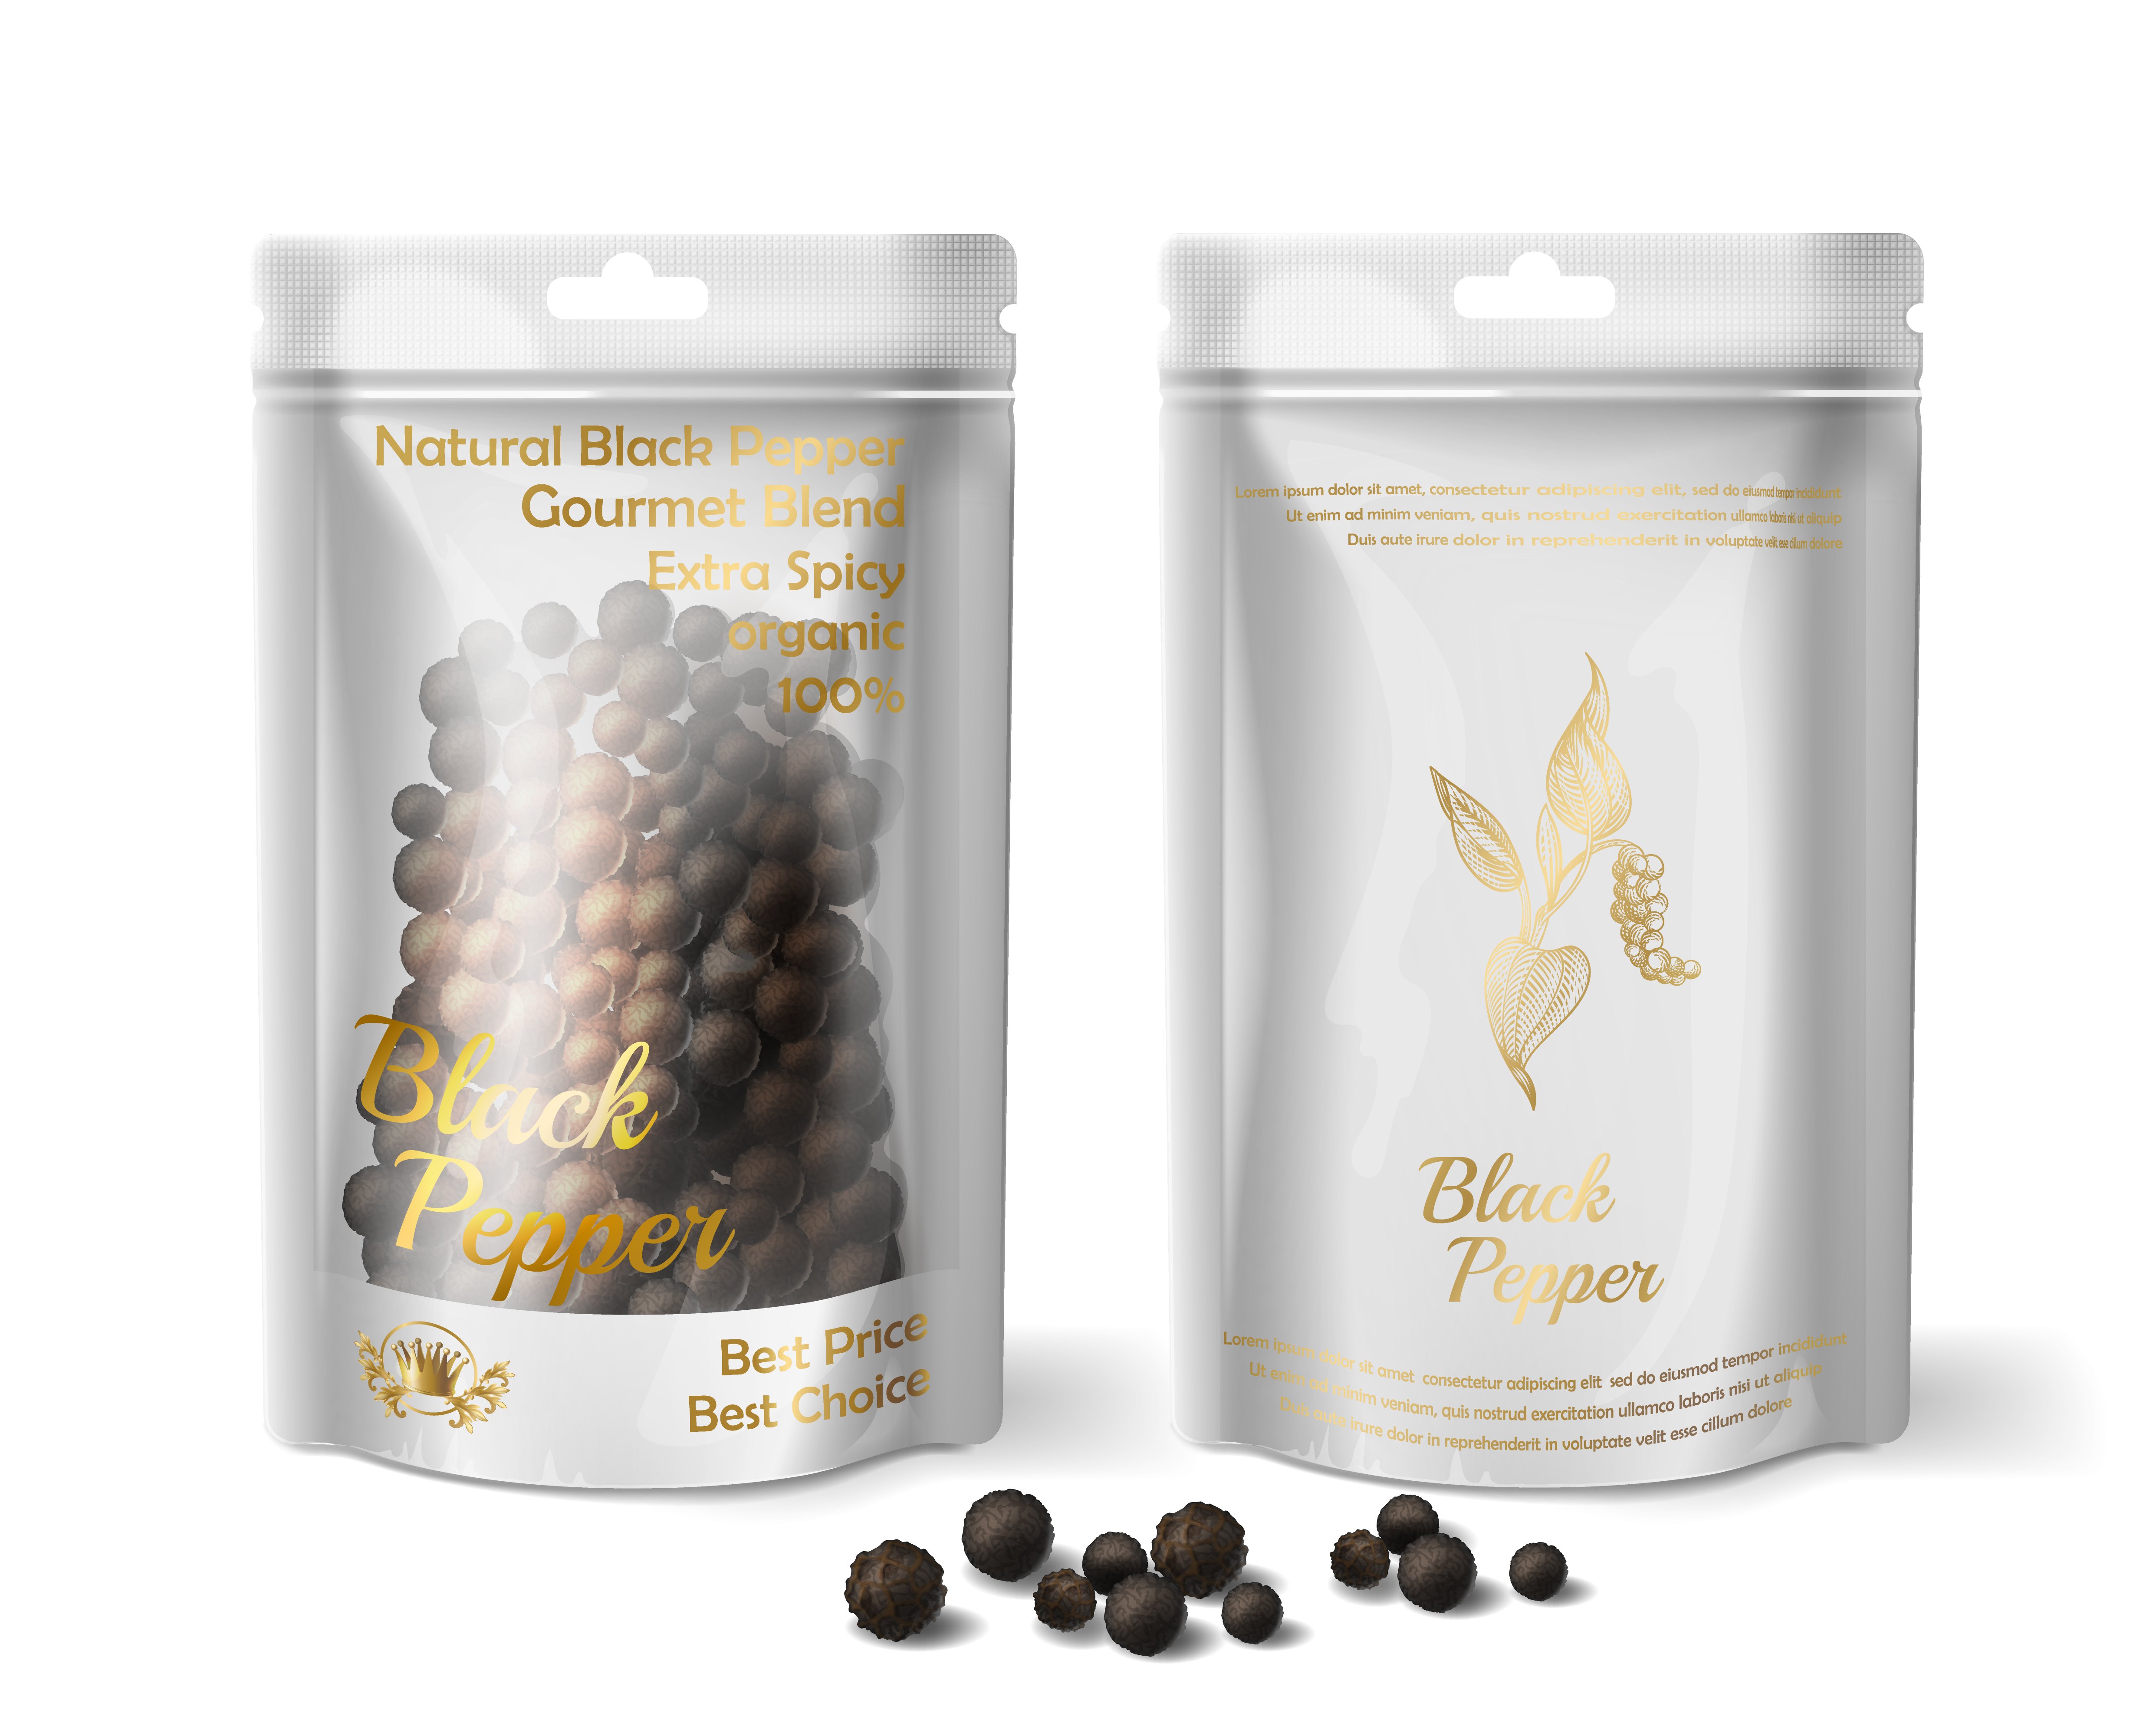 Natural Black Pepper
Gourmet Blend
Extra Spicy
organic
100%
Black
Pepper
Best Price
Best Choice
Lorem ipsum dolor sit amet, consectetur adipiscing elit, sed do eiusmod tempor incididunt
Ut enim ad minim veniam, quis nostrud exercitation ullamco laboris nisi ut aliquip
Duis aute irure dolor in reprehenderit in voluptate velit esse cillum dolore
Black
Pepper
Lorem ipsum dolor sit amet consectetur adipiscing elit sed do eiusmod tempor incididunt
Ut enim ad minim veniam, quis nostrud exercitation ullamco laboris nisi ut aliquip
Duis aute irure dolor in reprehenderit in voluptate velit esse cillum dolore